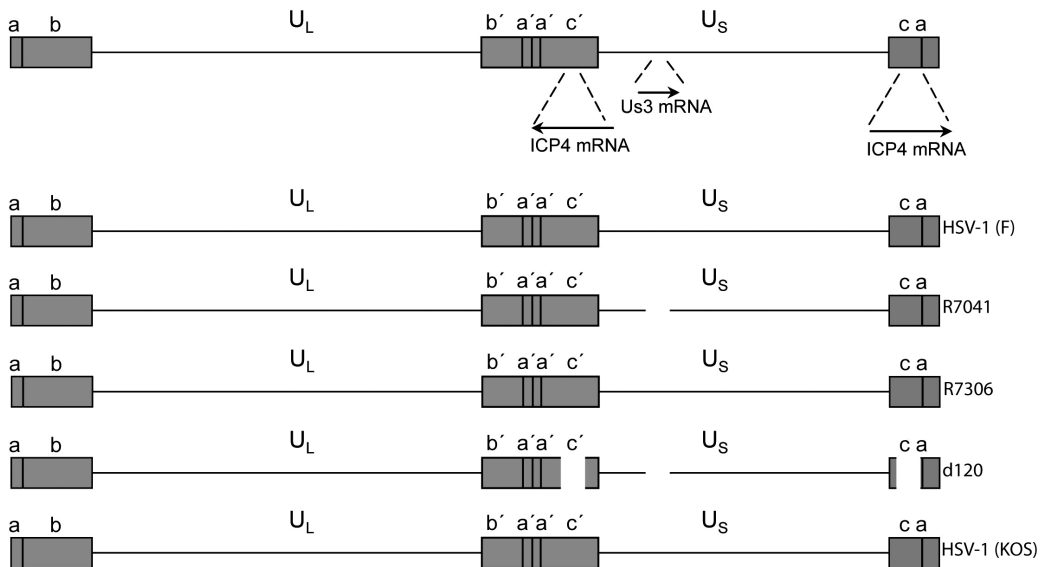 U_L U_S
a b b´ a´a´ c´ c a
Us3 mRNA
ICP4 mRNA ICP4 mRNA
U_L U_S
a b b´ a´a´ c´ c a
HSV-1 (F)
U_L U_S
a b b´ a´a´ c´ c a
R7041
U_L U_S
a b b´ a´a´ c´ c a
R7306
U_L U_S
a b b´ a´a´ c´ c a
d120
U_L U_S
a b b´ a´a´ c´ c a
HSV-1 (KOS)